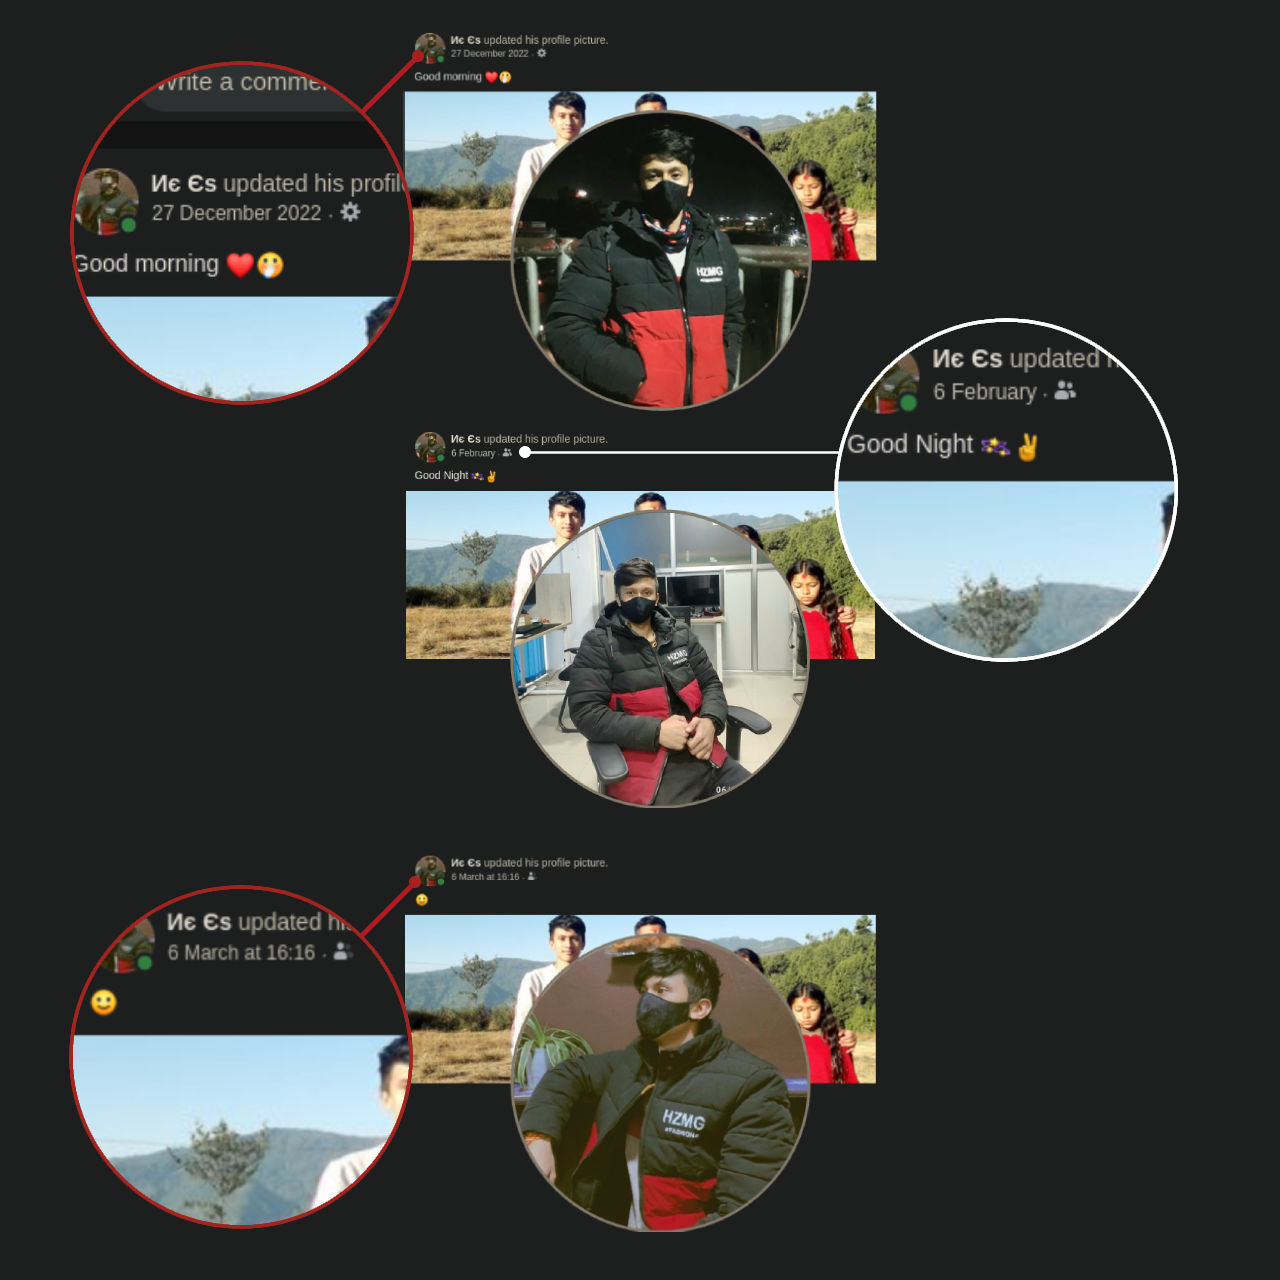 Иє Єs updated his profile picture.
27 December 2022 ·
Good morning ❤️🤭
Write a comme
Иє Єs updated his profil
27 December 2022 ·
Good morning ❤️🤭
HZMG
#FASHION#
Иє Єs updated
6 February ·
Good Night 💫✌️
Иє Єs updated his profile picture.
6 February ·
Good Night 💫✌️
HZMG
06/
Иє Єs updated his profile picture.
6 March at 16:16 ·
🙂
Иє Єs updated hi
6 March at 16:16 ·
🙂
HZMG
#FASHION#